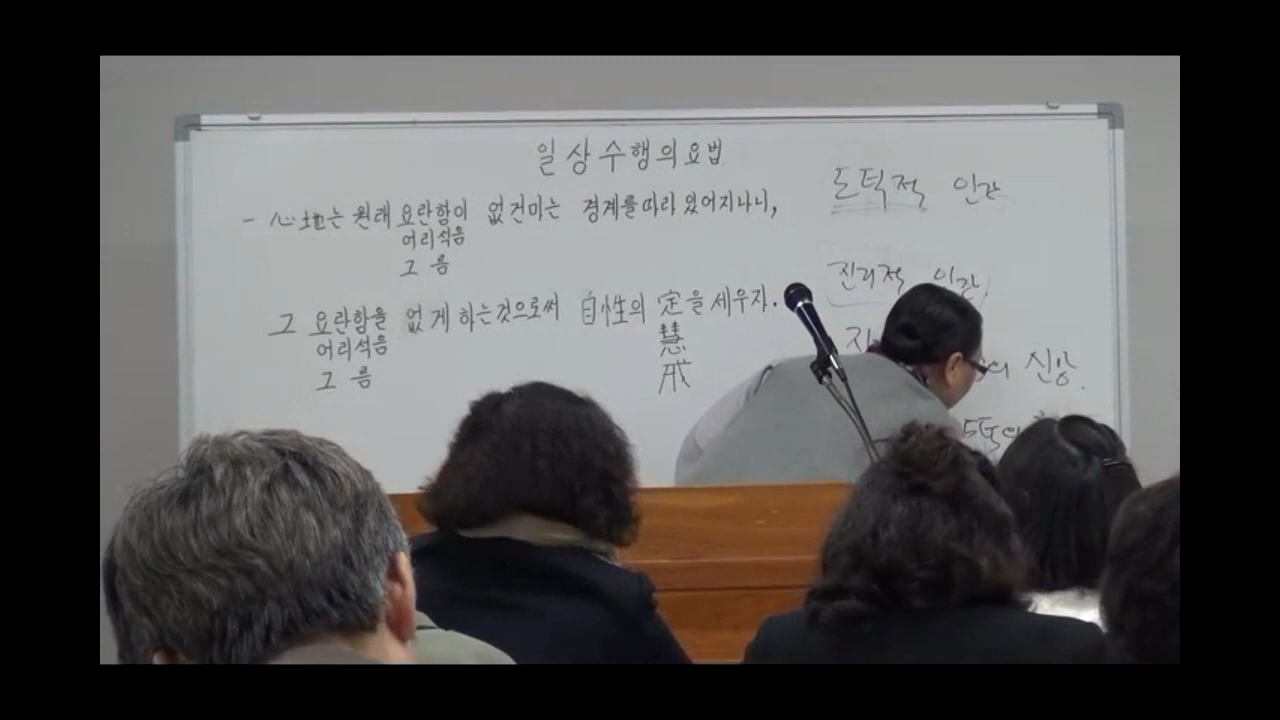 일상수행의요법
- 心地는 원래 요란함이 없건마는 경계를따라 있어지나니,
어리석음
그 름
그 요란함을 없게 하는것으로써 自性의 定을 세우자.
어리석음
그 름
慧
戒
도덕적 인간
진리적 인간
신앙.